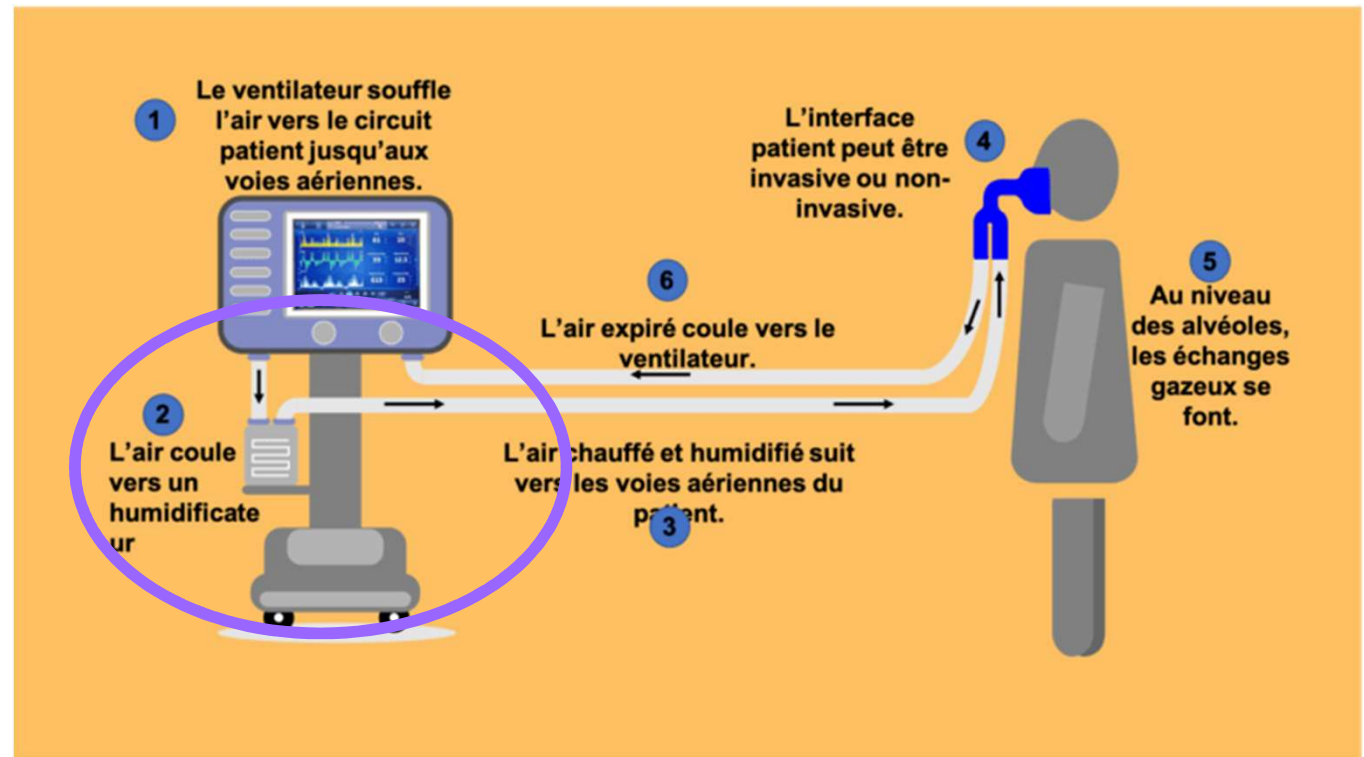 1
Le ventilateur souffle
l'air vers le circuit
patient jusqu'aux
voies aériennes.
2
L'air coule
vers un
humidificate
ur
L'air chauffé et humidifié suit
vers les voies aériennes du
patient.
3
L'interface
patient peut être
invasive ou non-
invasive.
4
5
Au niveau
des alvéoles,
les échanges
gazeux se
font.
6
L'air expiré coule vers le
ventilateur.